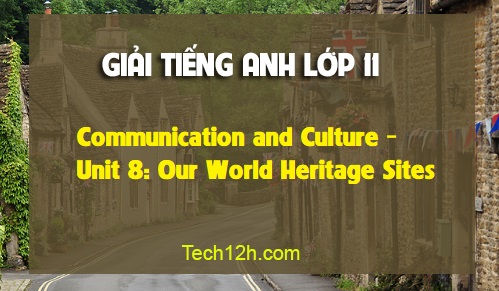 GIẢI TIẾNG ANH LỚP 11
Communication and Culture -
Unit 8: Our World Heritage Sites
Tech12h.com